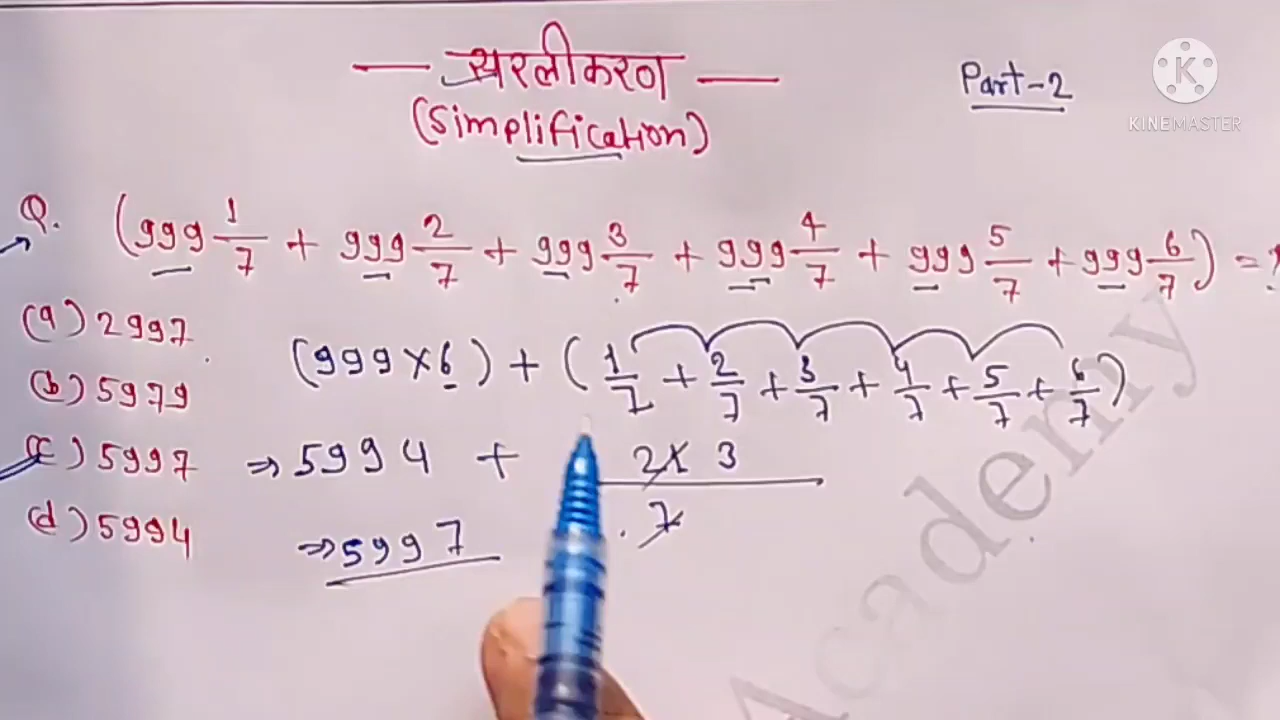 — सरलीकरण —
Part-2
KINEMASTER
(Simplification)
Q. (999 1/7 + 999 2/7 + 999 3/7 + 999 4/7 + 999 5/7 + 999 6/7) = ?
(a) 2997
(999 × 6) + (1/7 + 2/7 + 3/7 + 4/7 + 5/7 + 6/7)
(b) 5979
(c) 5997
⇒ 5994 + 21 3 / 7
(d) 5994
⇒ 5997
Academy